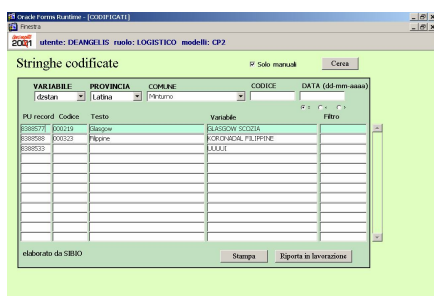 Oracle Forms Runtime - [CODIFICATI]
Finestra
2001 utente: DEANGELIS ruolo: LOGISTICO modelli: CP2
Stringhe codificate
Solo manuali
Cerca
VARIABILE PROVINCIA COMUNE CODICE DATA (dd-mm-aaaa)
dzstan Latina Minturno
PU record Codice Testo Variabile Filtro
8388577 000219 Glasgow GLASGOW SCOZIA
8388588 000323 Filippine KORONADAL FILIPPINE
8388533 UUUUI
elaborato da SIBIO
Stampa
Riporta in lavorazione